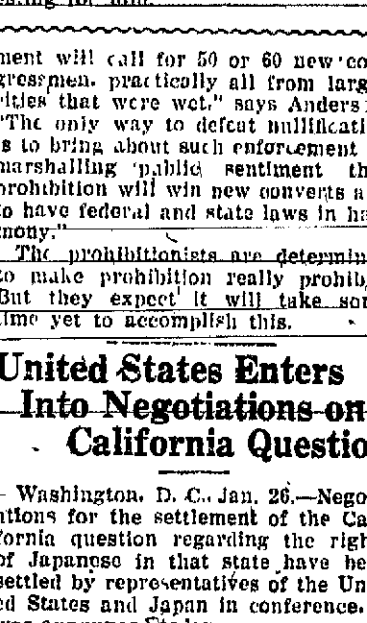 ment will call for 50 or 60 new co
gressmen, practically all from larg
cities that were wet," says Anders
"The only way to defeat nullificati
is to bring about such enforcement
marshalling public sentiment th
prohibition will win new converts a
to have federal and state laws in ha
mony."
The prohibitionists are determin
to make prohibition really prohib
But they expect it will take som
time yet to accomplish this.
United States Enters
Into Negotiations on
California Questio
Washington, D. C., Jan. 26.—Nego
ations for the settlement of the Ca
fornia question regarding the righ
of Japanese in that state have be
settled by representatives of the Un
ed States and Japan in conference.